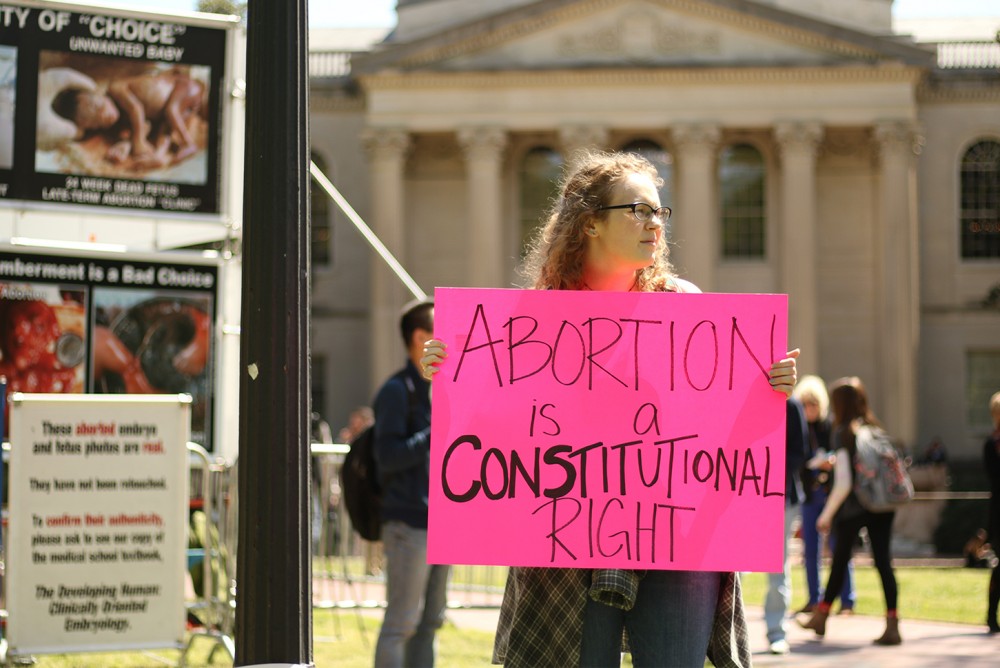 TY OF "CHOICE"
UNWANTED BABY
24 WEEK DEAD FETUS
LATE-TERM ABORTION "CLINIC"
mberment is a Bad Choice
Abortion
These aborted embryo
and fetus photos are real.
They have not been retouched.
To confirm their authenticity,
please ask to see our copy of
the medical school textbook,
The Developing Human:
Clinically Oriented
Embryology.
ABORTION
is a
CONSTITUTIONAL
RIGHT